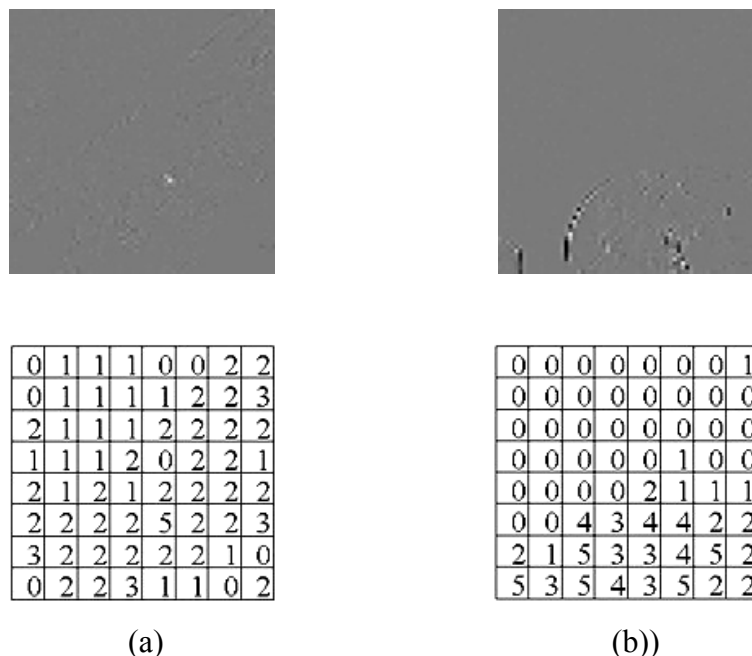 0 1 1 1 0 0 2 2
0 1 1 1 1 2 2 3
2 1 1 1 2 2 2 2
1 1 1 2 0 2 2 1
2 1 2 1 2 2 2 2
2 2 2 2 5 2 2 3
3 2 2 2 2 2 1 0
0 2 2 3 1 1 0 2
(a)
0 0 0 0 0 0 0 1
0 0 0 0 0 0 0 0
0 0 0 0 0 0 0 0
0 0 0 0 0 1 0 0
0 0 0 0 2 1 1 1
0 0 4 3 4 4 2 2
2 1 5 3 3 4 5 2
5 3 5 4 3 5 2 2
(b))